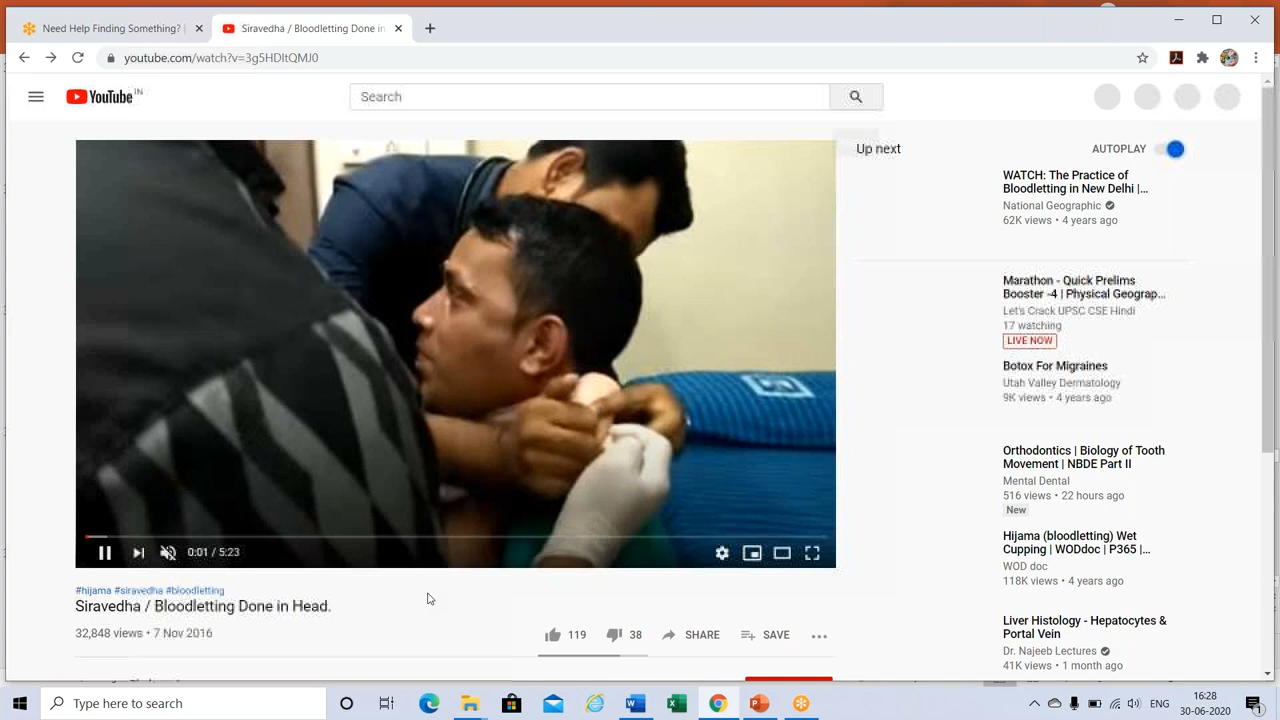 Need Help Finding Something? |
Siravedha / Bloodletting Done in
youtube.com/watch?v=3g5HDltQMJ0
YouTube IN
Search
Up next
AUTOPLAY
WATCH: The Practice of
Bloodletting in New Delhi |...
National Geographic
62K views • 4 years ago
Marathon - Quick Prelims
Booster -4 | Physical Geograp...
Let's Crack UPSC CSE Hindi
17 watching
LIVE NOW
Botox For Migraines
Utah Valley Dermatology
9K views • 4 years ago
Orthodontics | Biology of Tooth
Movement | NBDE Part II
Mental Dental
516 views • 22 hours ago
New
Hijama (bloodletting) Wet
Cupping | WODdoc | P365 |...
WOD doc
118K views • 4 years ago
Liver Histology - Hepatocytes &
Portal Vein
Dr. Najeeb Lectures
41K views • 1 month ago
0:01 / 5:23
#hijama #siravedha #bloodletting
Siravedha / Bloodletting Done in Head.
32,848 views • 7 Nov 2016
119
38
SHARE
SAVE
Type here to search
ENG
16:28
30-06-2020
1